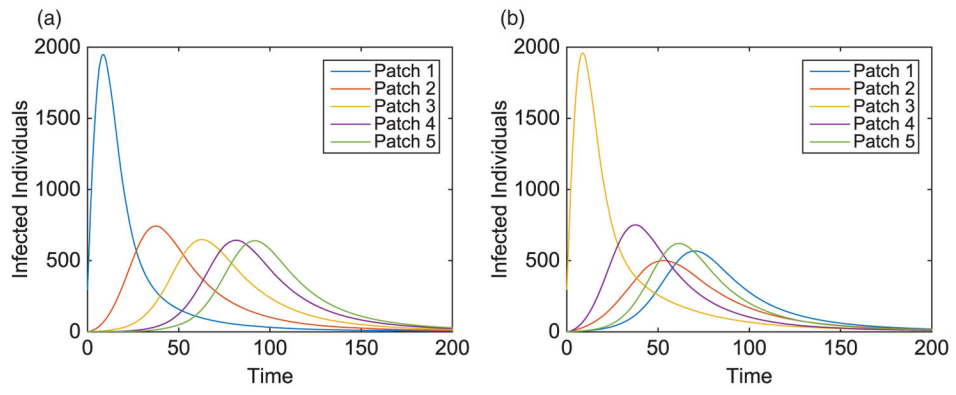 (a)
2000
1500
1000
500
0
Infected Individuals
0 50 100 150 200
Time
Patch 1
Patch 2
Patch 3
Patch 4
Patch 5
(b)
2000
1500
1000
500
0
Infected Individuals
0 50 100 150 200
Time
Patch 1
Patch 2
Patch 3
Patch 4
Patch 5